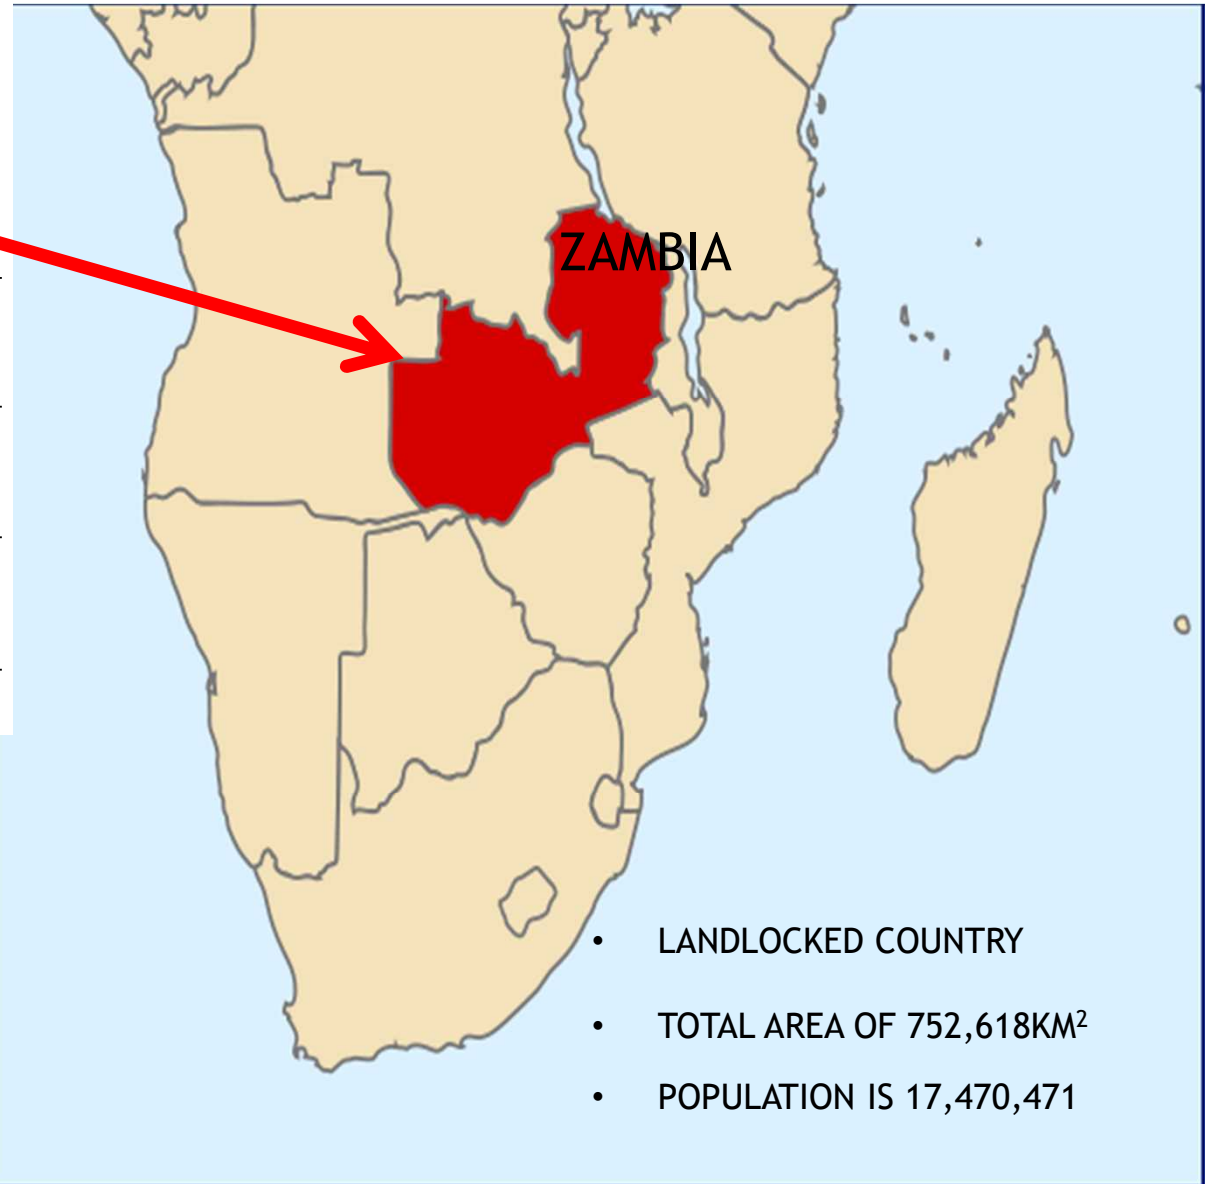 ZAMBIA
• LANDLOCKED COUNTRY
• TOTAL AREA OF 752,618KM²
• POPULATION IS 17,470,471